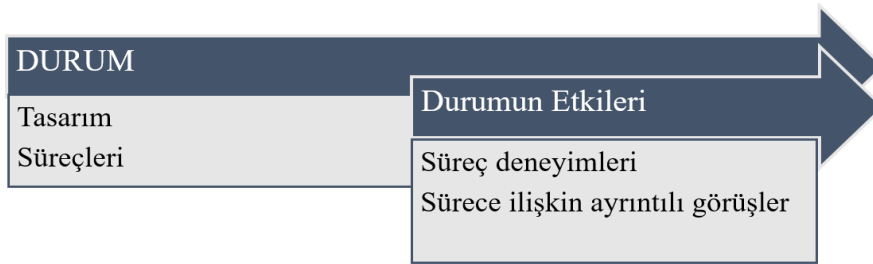 DURUM
Tasarım
Süreçleri
Durumun Etkileri
Süreç deneyimleri
Sürece ilişkin ayrıntılı görüşler